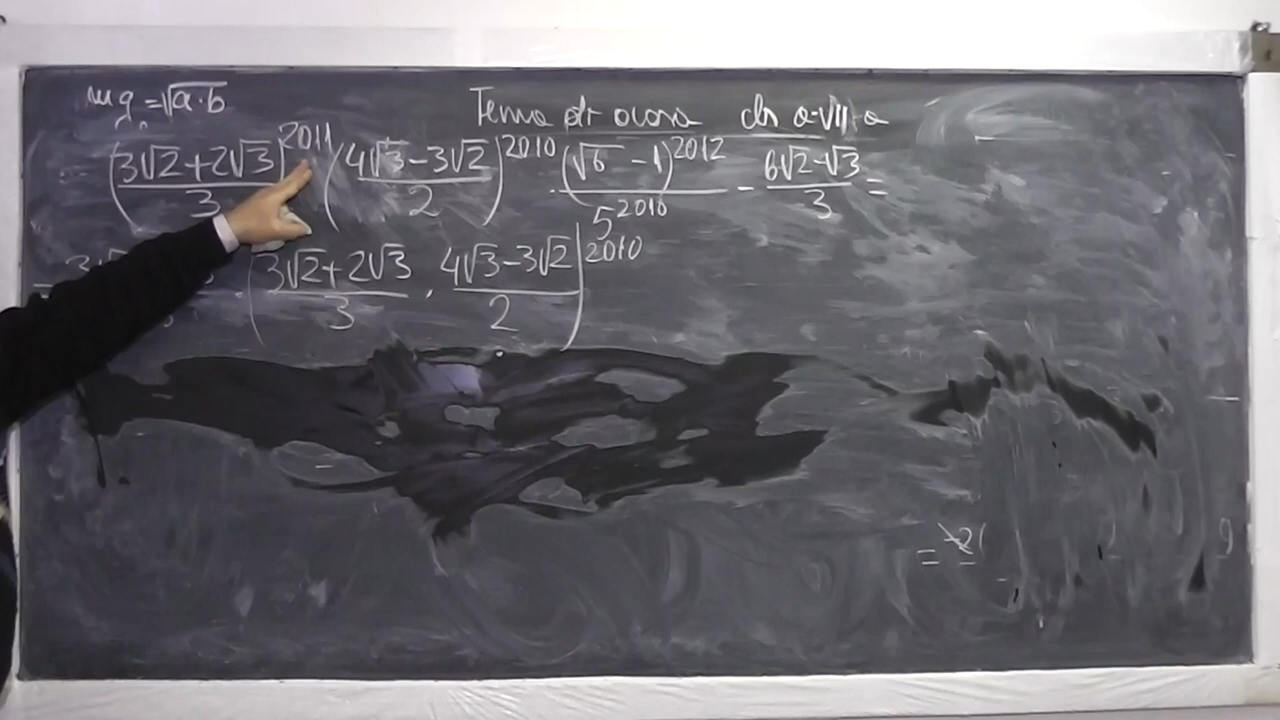 m g = √a·b
Tema de acasă cls a-VII-a
((3√2+2√3)/3)^2011 · ((4√3-3√2)/2)^2010 · (√6-1)^2012/5^2010 - (6√2-√3)/3 =
((3√2+2√3)/3 · (4√3-3√2)/2)^2010
=